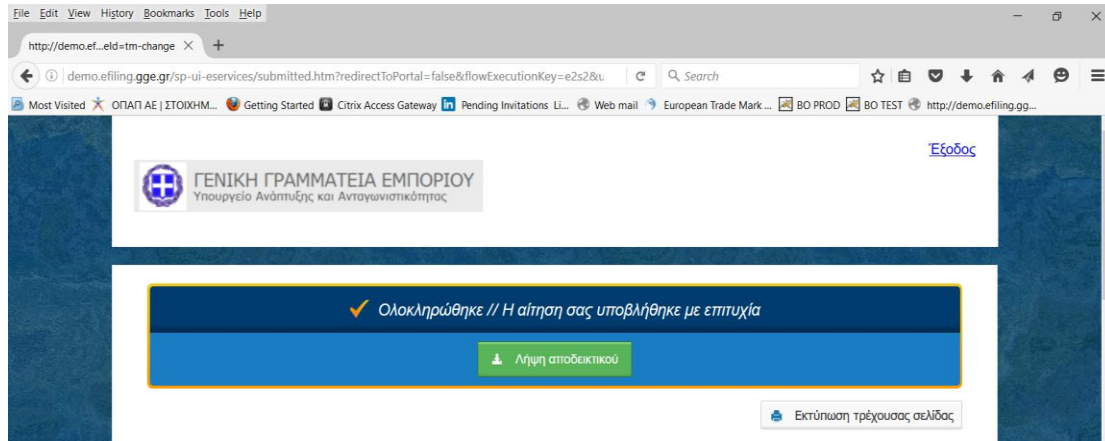 File Edit View History Bookmarks Tools Help
http://demo.ef...eld=tm-change
demo.efiling.gge.gr/sp-ui-eservices/submitted.htm?redirectToPortal=false&flowExecutionKey=e2s2&u Search
Most Visited ΟΠΑΠ ΑΕ | ΣΤΟΙΧΗΜ... Getting Started Citrix Access Gateway Pending Invitations Li... Web mail European Trade Mark ... BO PROD BO TEST http://demo.efiling.gg...
Έξοδος
ΓΕΝΙΚΗ ΓΡΑΜΜΑΤΕΙΑ ΕΜΠΟΡΙΟΥ
Υπουργείο Ανάπτυξης και Ανταγωνιστικότητας
Ολοκληρώθηκε // Η αίτηση σας υποβλήθηκε με επιτυχία
Λήψη αποδεικτικού
Εκτύπωση τρέχουσας σελίδας